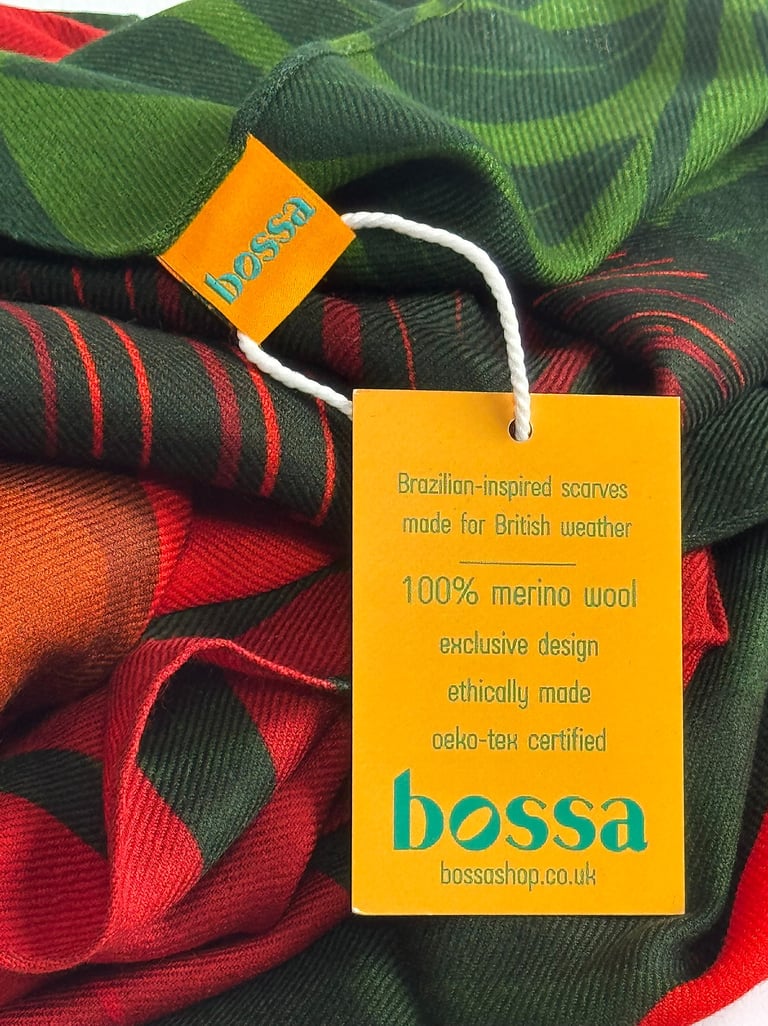 bossa
Brazilian-inspired scarves
made for British weather
100% merino wool
exclusive design
ethically made
oeko-tex certified
bossa
bossashop.co.uk